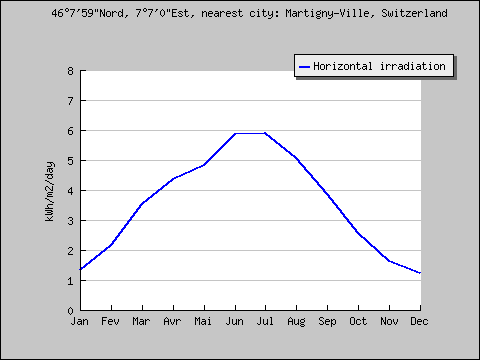 46°7'59"Nord, 7°7'0"Est, nearest city: Martigny-Ville, Switzerland
Horizontal irradiation
kWh/m2/day
8
7
6
5
4
3
2
1
0
Jan Fev Mar Avr Mai Jun Jul Aug Sep Oct Nov Dec